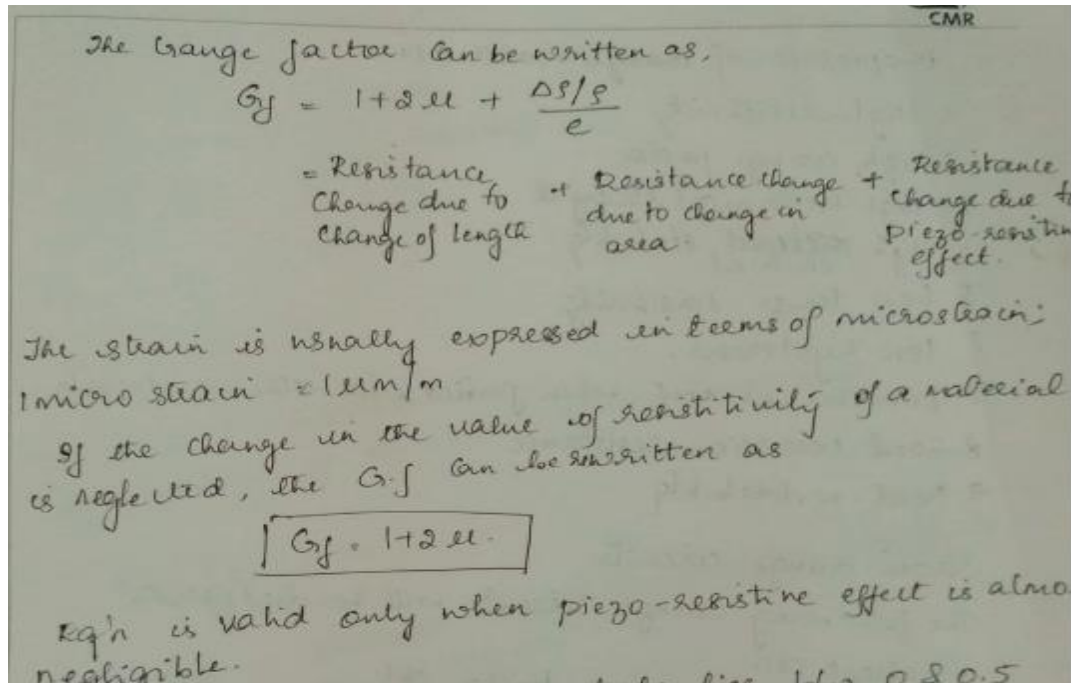 CMR
The Gauge factor Can be written as,
Gf = 1+2μ + Δρ/ρ / e
= Resistance Change due to Change of length + Resistance change due to change in area + Resistance change due to piezo-resistive effect.
The strain is usually expressed in terms of microstrain;
1 micro strain = 1μm/m
If the change in the value of resistitivity of a material
is neglected, the G.f can be rewritten as
Gf = 1+2μ.
Eq'n is valid only when piezo-resistive effect is almo
negligible.
0 & 0.5